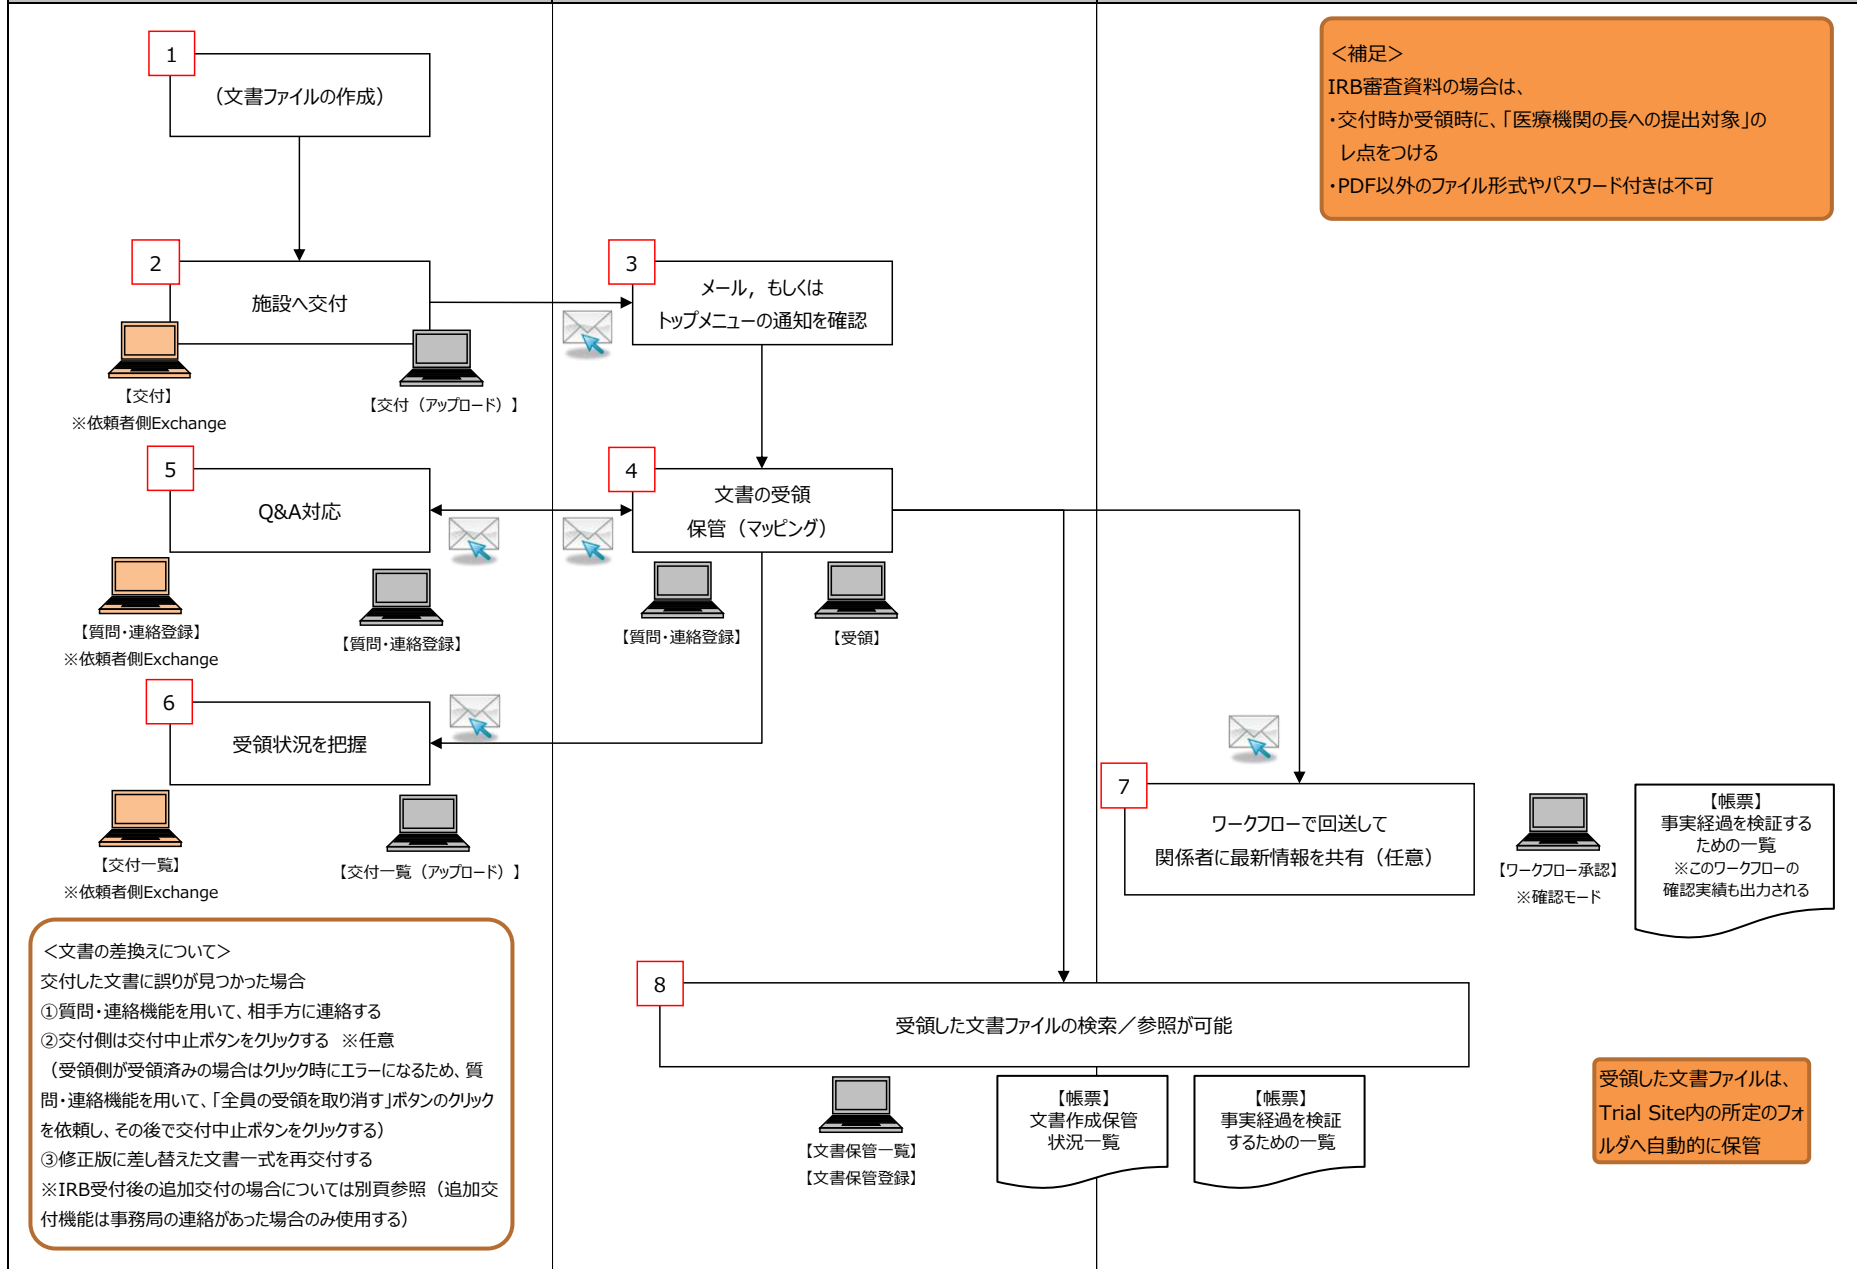 1
（文書ファイルの作成）
＜補足＞
IRB審査資料の場合は、
・交付時か受領時に、「医療機関の長への提出対象」の
レ点をつける
・PDF以外のファイル形式やパスワード付きは不可
2
施設へ交付
【交付】
※依頼者側Exchange
【交付（アップロード）】
3
メール，もしくは
トップメニューの通知を確認
5
Q&A対応
【質問・連絡登録】
※依頼者側Exchange
【質問・連絡登録】
4
文書の受領
保管（マッピング）
【質問・連絡登録】
【受領】
6
受領状況を把握
【交付一覧】
※依頼者側Exchange
【交付一覧（アップロード）】
7
ワークフローで回送して
関係者に最新情報を共有（任意）
【ワークフロー承認】
※確認モード
【帳票】
事実経過を検証する
ための一覧
※このワークフローの
確認実績も出力される
＜文書の差換えについて＞
交付した文書に誤りが見つかった場合
①質問・連絡機能を用いて、相手方に連絡する
②交付側は交付中止ボタンをクリックする　※任意
（受領側が受領済みの場合はクリック時にエラーになるため、質
問・連絡機能を用いて、「全員の受領を取り消す」ボタンのクリック
を依頼し、その後で交付中止ボタンをクリックする）
③修正版に差し替えた文書一式を再交付する
※IRB受付後の追加交付の場合については別頁参照（追加交
付機能は事務局の連絡があった場合のみ使用する）
8
受領した文書ファイルの検索／参照が可能
【文書保管一覧】
【文書保管登録】
【帳票】
文書作成保管
状況一覧
【帳票】
事実経過を検証
するための一覧
受領した文書ファイルは、
Trial Site内の所定のフォ
ルダへ自動的に保管